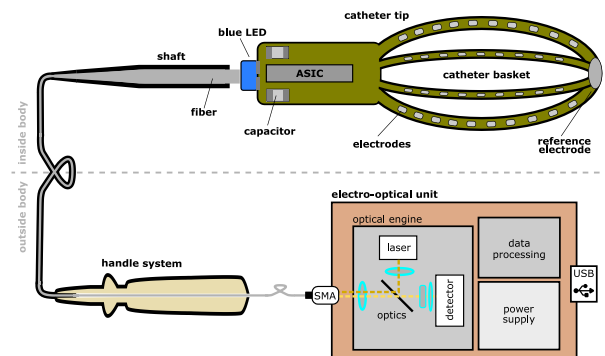 catheter tip
blue LED
shaft
ASIC
catheter basket
fiber
capacitor
electrodes
reference
electrode
inside body
outside body
electro-optical unit
optical engine
laser
data
processing
handle system
SMA
optics
detector
power
supply
USB